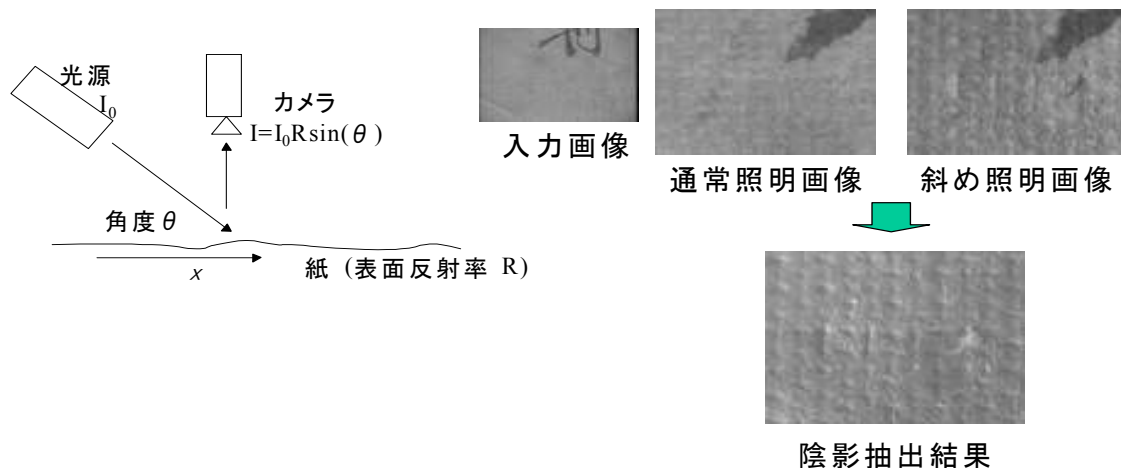 光源
I₀
カメラ
I=I₀Rsin(θ)
角度θ
x
紙 (表面反射率 R)
入力画像
通常照明画像
斜め照明画像
陰影抽出結果